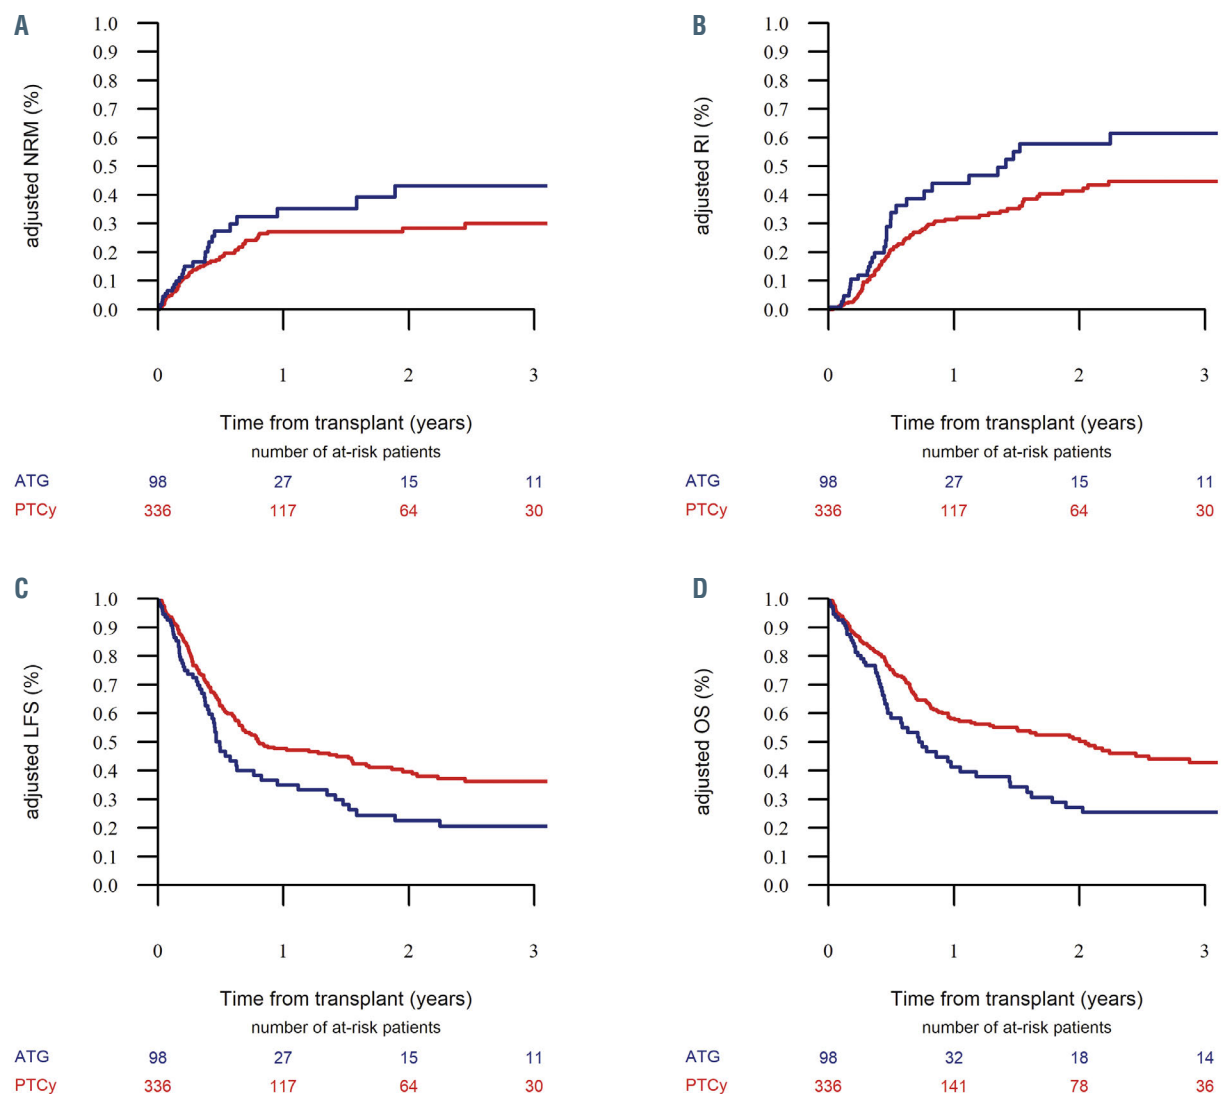 A
adjusted NRM (%)
1.0
0.9
0.8
0.7
0.6
0.5
0.4
0.3
0.2
0.1
0.0
0 1 2 3
Time from transplant (years)
number of at-risk patients
ATG 98 27 15 11
PTCy 336 117 64 30
B
adjusted RI (%)
1.0
0.9
0.8
0.7
0.6
0.5
0.4
0.3
0.2
0.1
0.0
0 1 2 3
Time from transplant (years)
number of at-risk patients
ATG 98 27 15 11
PTCy 336 117 64 30
C
adjusted LFS (%)
1.0
0.9
0.8
0.7
0.6
0.5
0.4
0.3
0.2
0.1
0.0
0 1 2 3
Time from transplant (years)
number of at-risk patients
ATG 98 27 15 11
PTCy 336 117 64 30
D
adjusted OS (%)
1.0
0.9
0.8
0.7
0.6
0.5
0.4
0.3
0.2
0.1
0.0
0 1 2 3
Time from transplant (years)
number of at-risk patients
ATG 98 32 18 14
PTCy 336 141 78 36